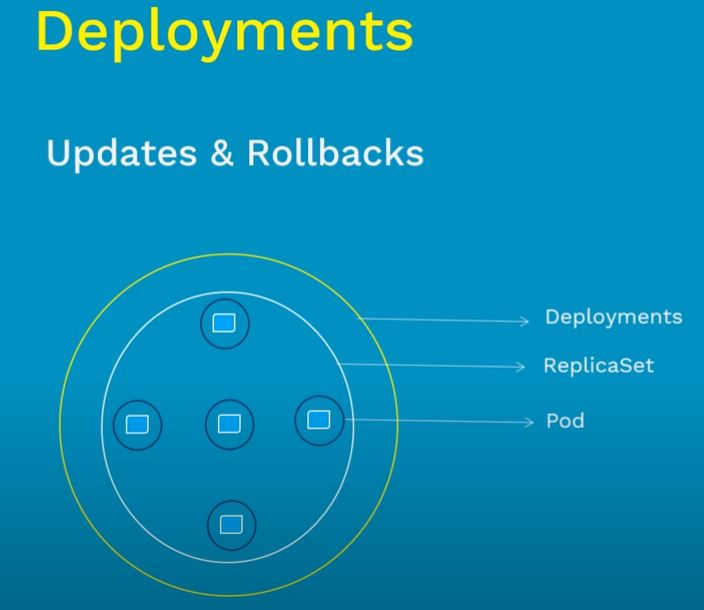 Deployments
Updates & Rollbacks
Deployments
ReplicaSet
Pod